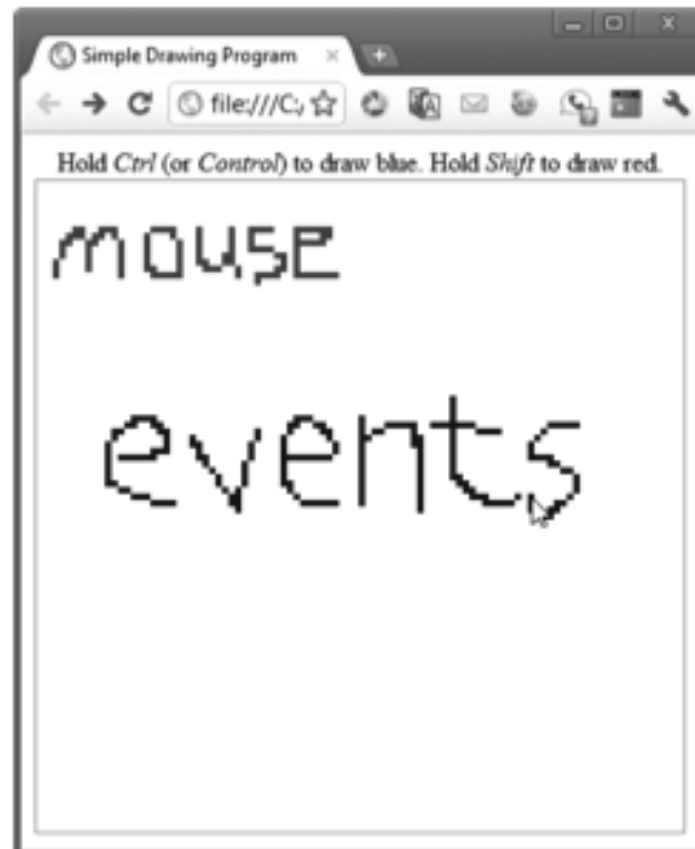 Simple Drawing Program
file:///C:/
Hold Ctrl (or Control) to draw blue. Hold Shift to draw red.
mouse
events